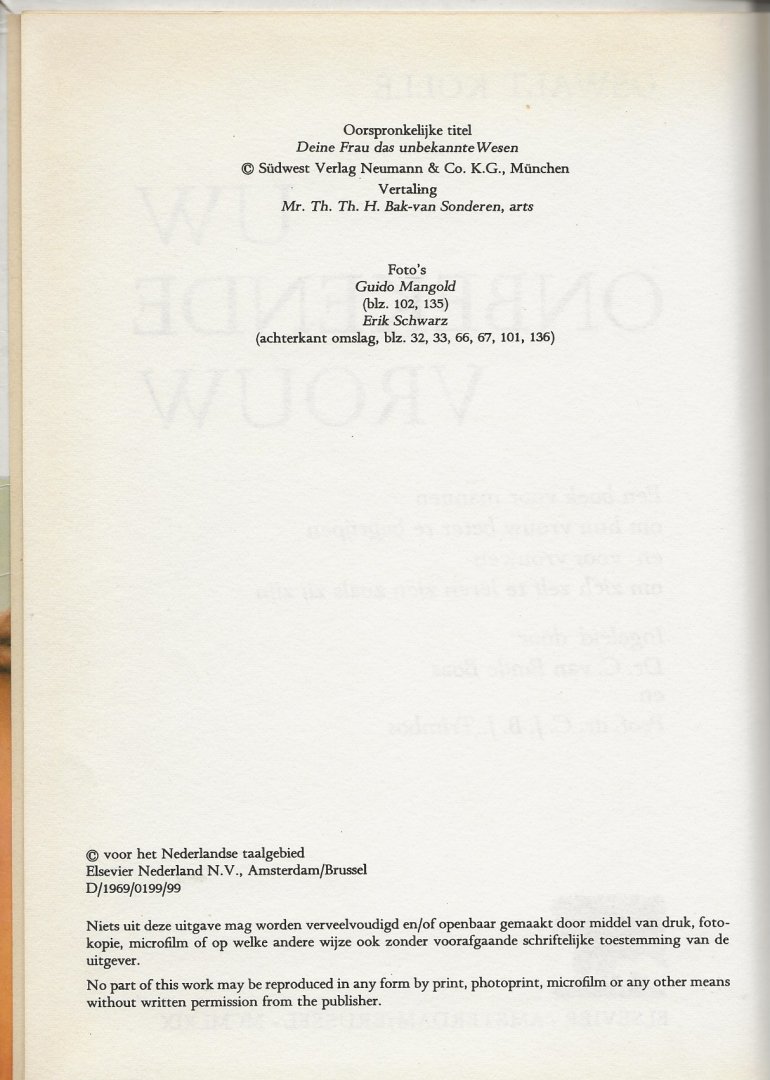 Oorspronkelijke titel
Deine Frau das unbekannte Wesen
© Südwest Verlag Neumann & Co. K.G., München
Vertaling
Mr. Th. Th. H. Bak-van Sonderen, arts
Foto's
Guido Mangold
(blz. 102, 135)
Erik Schwarz
(achterkant omslag, blz. 32, 33, 66, 67, 101, 136)
© voor het Nederlandse taalgebied
Elsevier Nederland N.V., Amsterdam/Brussel
D/1969/0199/99
Niets uit deze uitgave mag worden verveelvoudigd en/of openbaar gemaakt door middel van druk, foto-
kopie, microfilm of op welke andere wijze ook zonder voorafgaande schriftelijke toestemming van de
uitgever.
No part of this work may be reproduced in any form by print, photoprint, microfilm or any other means
without written permission from the publisher.